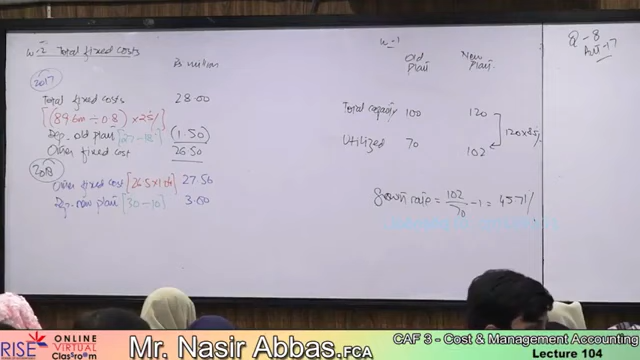 W-2 Total fixed costs
Rs million
2017
Total fixed costs 28.00
[(89.6m ÷ 0.8) × 25%]
Dep. old plant [27 ÷ 18] (1.50)
Other fixed cost 26.50
2018
Other fixed cost [26.5 × 1.04] 27.56
Dep. new plant [30 ÷ 10] 3.00
W-1
Old Plant New Plant
Total capacity 100 120
120 × 85%
Utilized 70 102
Growth rate = 102/70 - 1 = 45.71%
Q-8
RISE ONLINE VIRTUAL Classroom
Mr. Nasir Abbas, FCA
CAF 3 - Cost & Management Accounting
Lecture 104